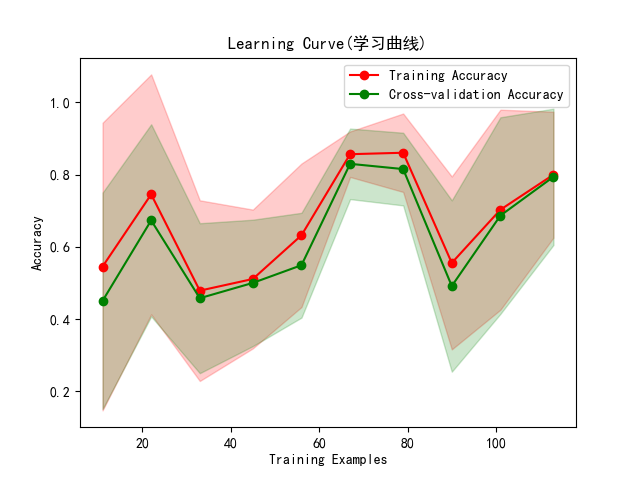 Learning Curve(学习曲线)
Training Accuracy
Cross-validation Accuracy
1.0
0.8
0.6
0.4
0.2
Accuracy
20 40 60 80 100
Training Examples